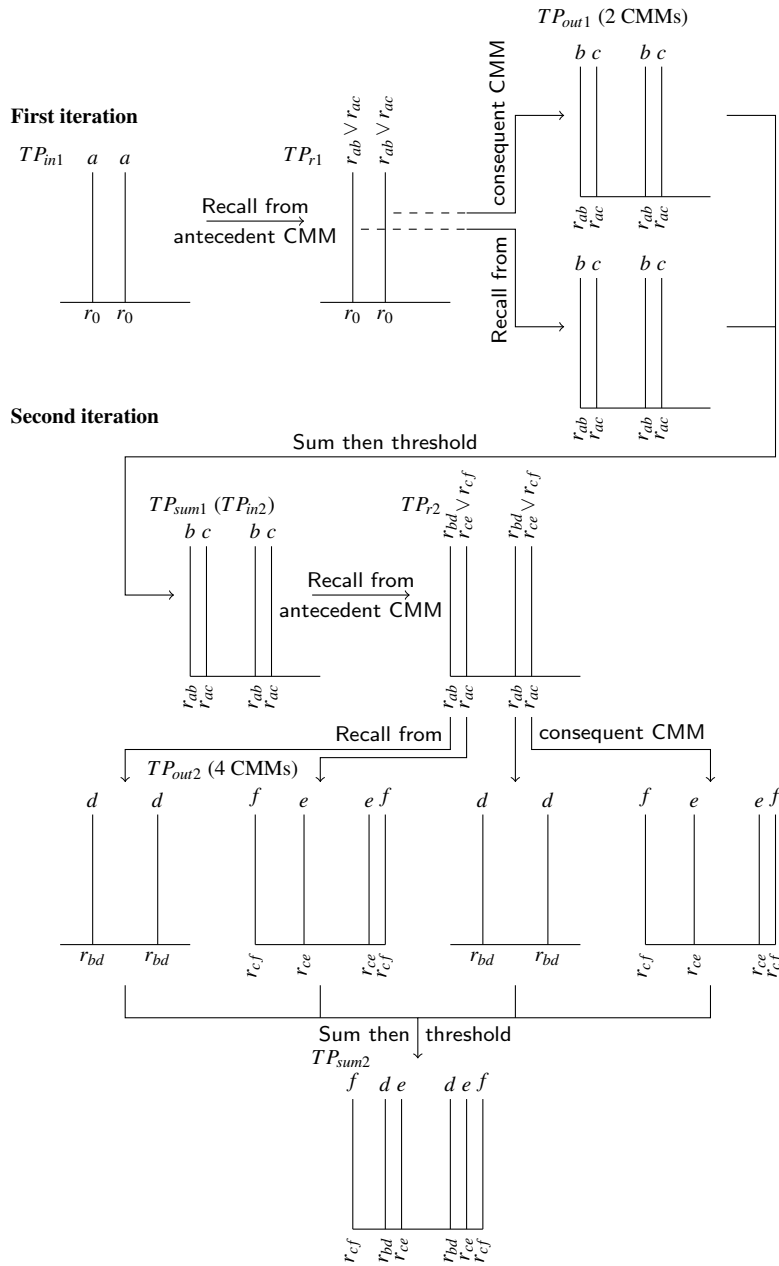 TP_out1 (2 CMMs)
b c b c
First iteration
TP_in1 a a
TP_r1 r_ab ∨ r_ac r_ab ∨ r_ac
consequent CMM
Recall from
antecedent CMM
r_ab r_ac r_ab r_ac
b c b c
Recall from
r_0 r_0
r_0 r_0
Second iteration
r_ab r_ac r_ab r_ac
Sum then threshold
TP_sum1 (TP_in2)
b c b c
TP_r2 r_bd r_ce ∨ r_cf r_bd r_ce ∨ r_cf
Recall from
antecedent CMM
r_ab r_ac r_ab r_ac
r_ab r_ac r_ab r_ac
Recall from
consequent CMM
TP_out2 (4 CMMs)
d d f e e f d d f e e f
r_bd r_bd r_cf r_ce r_ce r_cf r_bd r_bd r_cf r_ce r_ce r_cf
Sum then threshold
TP_sum2
f d e d e f
r_cf r_bd r_ce r_bd r_ce r_cf